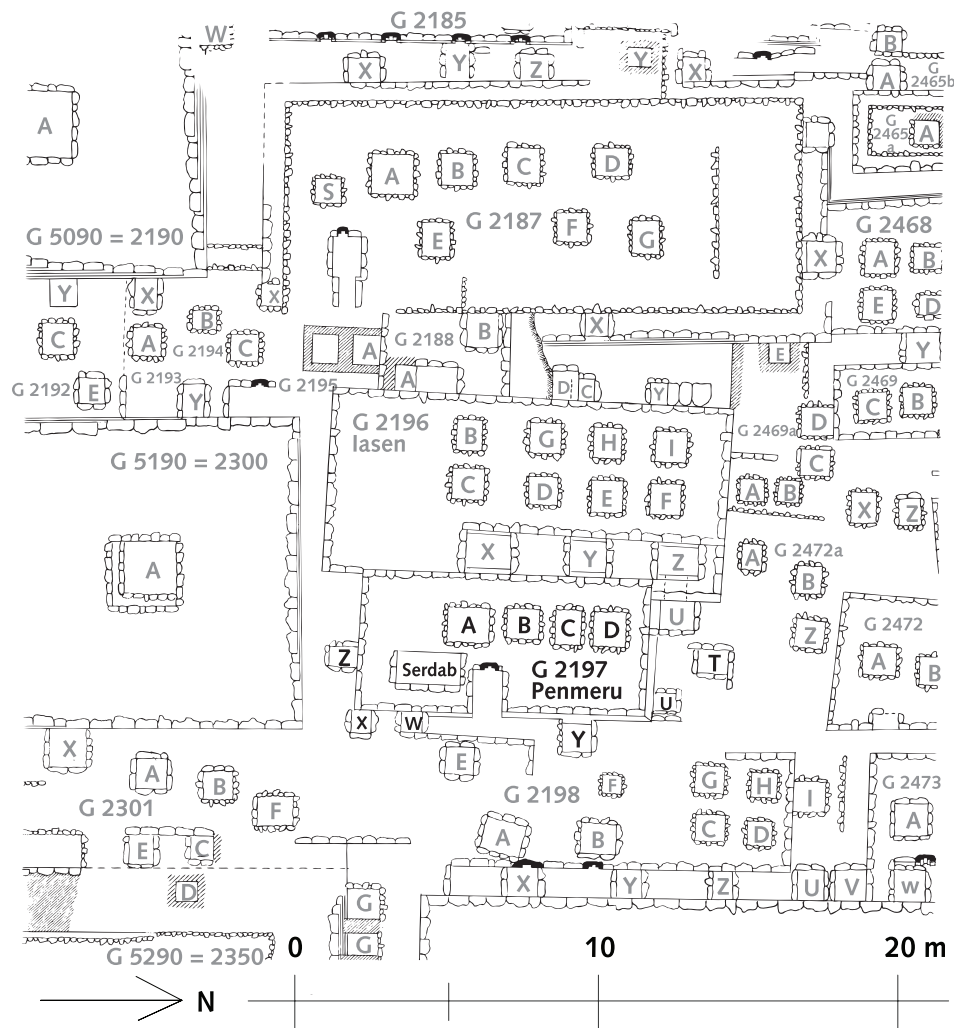 G 2185
W
X
Y
Z
Y
X
B
A
G
2465b
A
G
2465
a
A
S
A
B
C
D
G 2187
E
F
G
G 5090 = 2190
G 2468
X
A
B
E
D
Y
X
X
B
C
A
G 2194
C
G 2188
A
B
X
E
Y
G 2192
E
G 2193
Y
G 2195
A
D
C
Y
G 2469
C
B
G 2196
Iasen
B
G
H
I
G 2469a
D
C
G 5190 = 2300
C
D
E
F
A
B
X
Z
A
X
Y
Z
A
G 2472a
B
U
A
B
C
D
Z
G 2472
A
B
Z
Serdab
G 2197
Penmeru
T
U
X
W
Y
X
A
B
E
F
G 2198
F
G
H
I
G 2473
A
G 2301
E
C
A
B
C
D
D
X
Y
Z
U
V
W
G
G
G 5290 = 2350
0
10
20 m
N